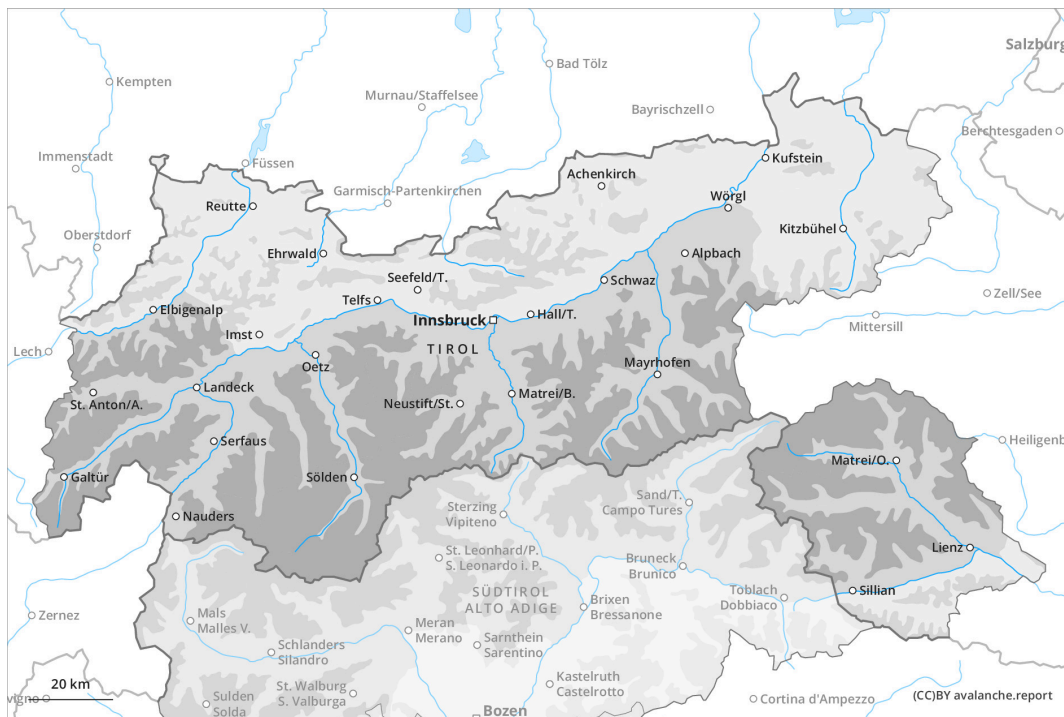 Salzburg
Kempten
Bad Tölz
Murnau/Staffelsee
Bayrischzell
Berchtesgaden
Immenstadt
Füssen
Kufstein
Achenkirch
Garmisch-Partenkirchen
Reutte
Wörgl
Oberstdorf
Kitzbühel
Ehrwald
Alpbach
Seefeld/T.
Schwaz
Zell/See
Telfs
Elbigenalp
Hall/T.
Innsbruck
Mittersill
Imst
TIROL
Lech
Oetz
Mayrhofen
Landeck
St. Anton/A.
Neustift/St.
Matrei/B.
Serfaus
Heiligenb
Matrei/O.
Galtür
Sölden
Sand/T.
Campo Tures
Sterzing
Vipiteno
Nauders
Lienz
St. Leonhard/P.
S. Leonardo i. P.
Bruneck
Brunico
Sillian
SÜDTIROL
ALTO ADIGE
Toblach
Dobbiaco
Brixen
Bressanone
Zernez
Mals
Malles V.
Meran
Merano
Sarnthein
Sarentino
Schlanders
Silandro
Kastelruth
Castelrotto
20 km
St. Walburg
S. Valburga
vigno
Sulden
Solda
Cortina d'Ampezzo
(CC)BY avalanche.report
Bozen